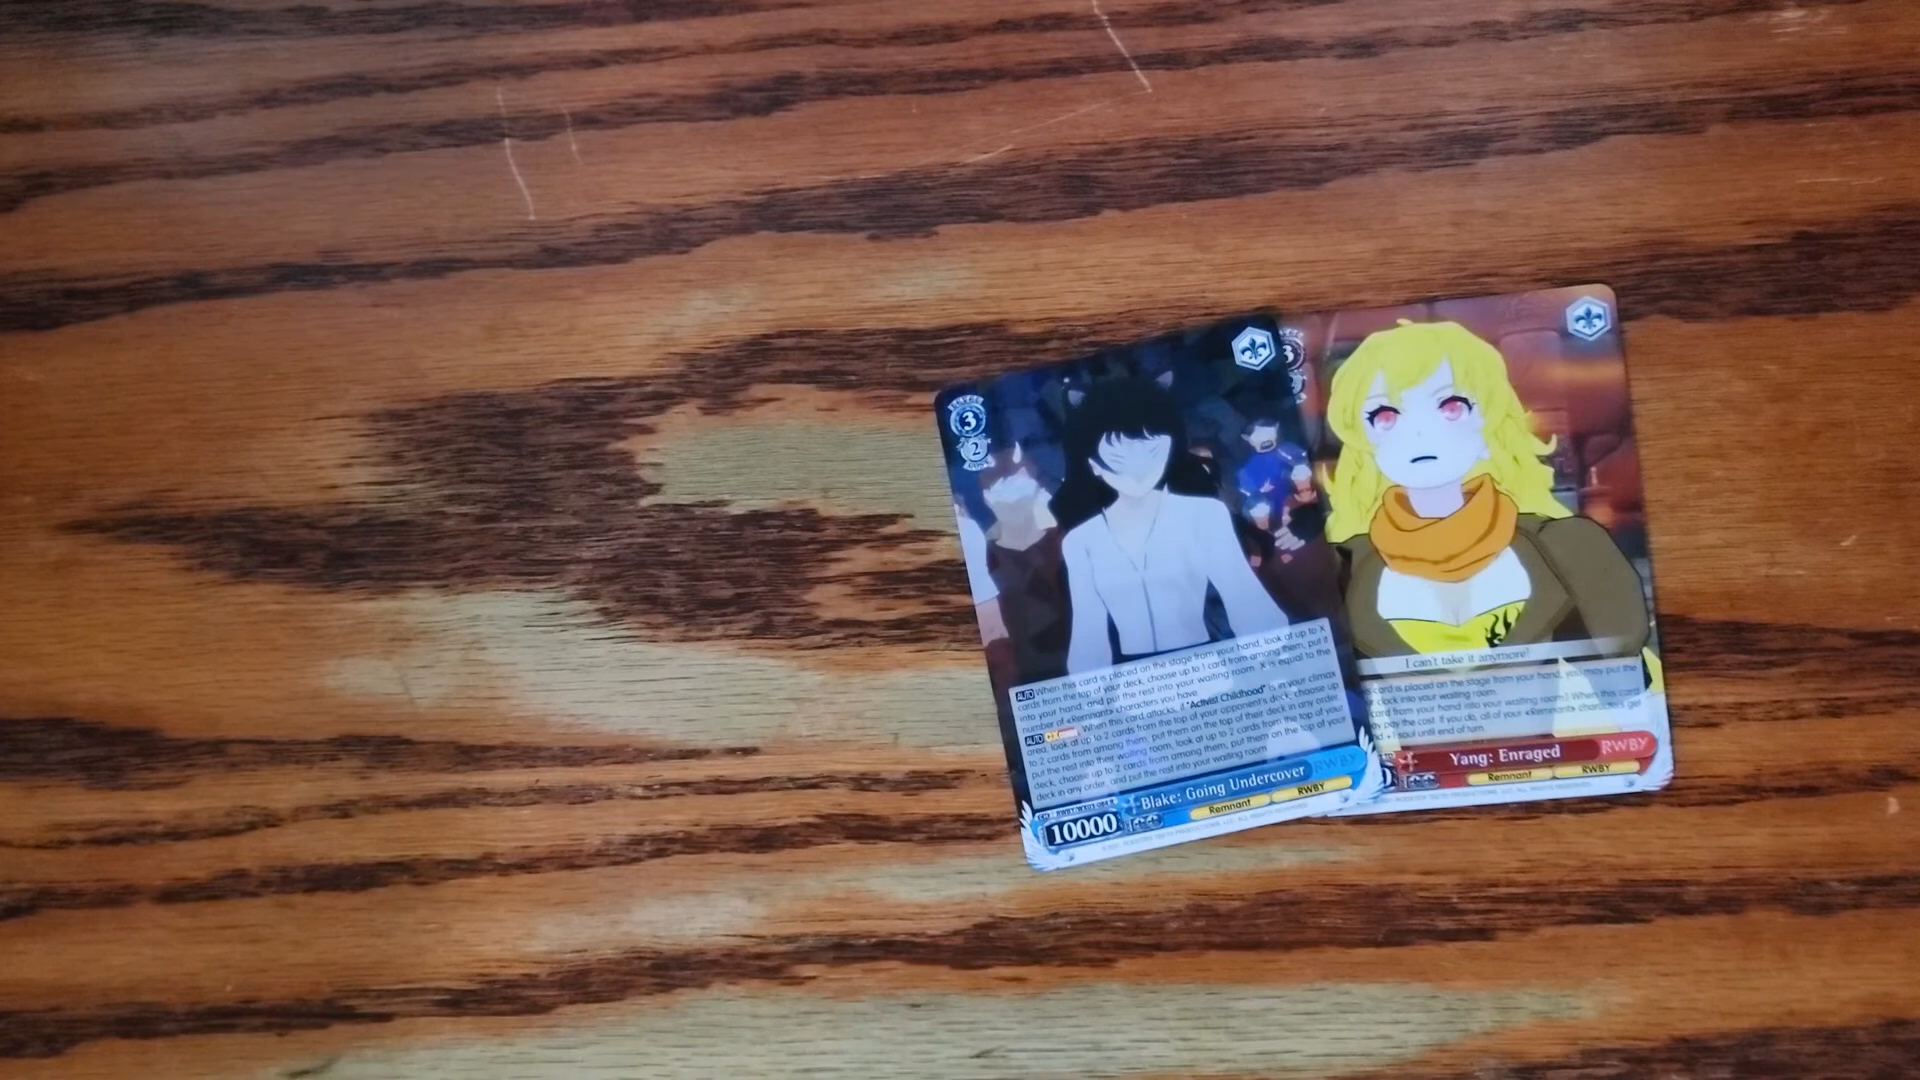 3
2
AUTO When this card is placed on the stage from your hand, look at up to X
cards from the top of your deck, choose up to 1 card from among them, put it
into your hand, and put the rest into your waiting room. X is equal to the
number of «Remnant» characters you have.
AUTO CX When this card attacks, if "Activist Childhood" is in your climax
area, look at up to 2 cards from the top of your opponent's deck, choose up
to 2 cards from among them, put them on the top of their deck in any order,
put the rest into their waiting room, look at up to 2 cards from the top of your
deck, choose up to 2 cards from among them, put them on the top of your
deck in any order, and put the rest into your waiting room.
Blake: Going Undercover RWBY
10000
Remnant RWBY
3
I can't take it anymore!
card is placed on the stage from your hand, you may put the
clock into your waiting room.
card from your hand into your waiting room] When this card
may pay the cost. If you do, all of your «Remnant» characters get
+1 soul until end of turn.
Yang: Enraged RWBY
Remnant RWBY